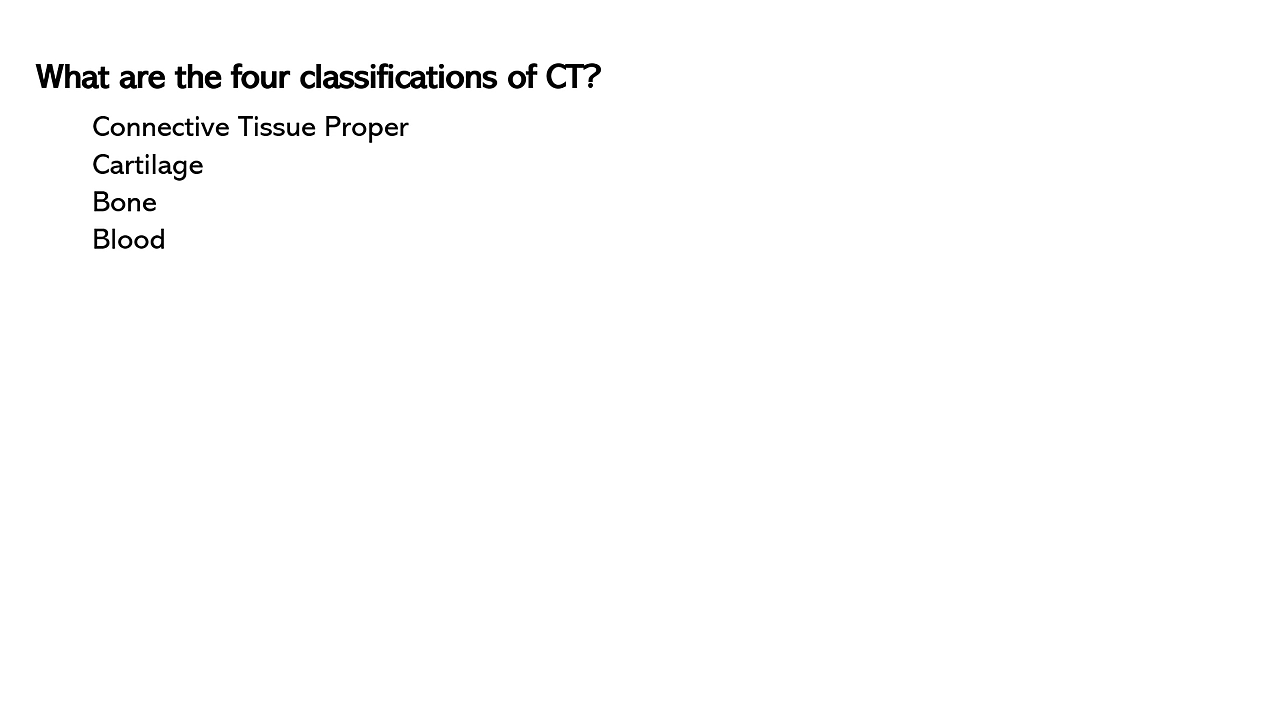 What are the four classifications of CT?
Connective Tissue Proper
Cartilage
Bone
Blood